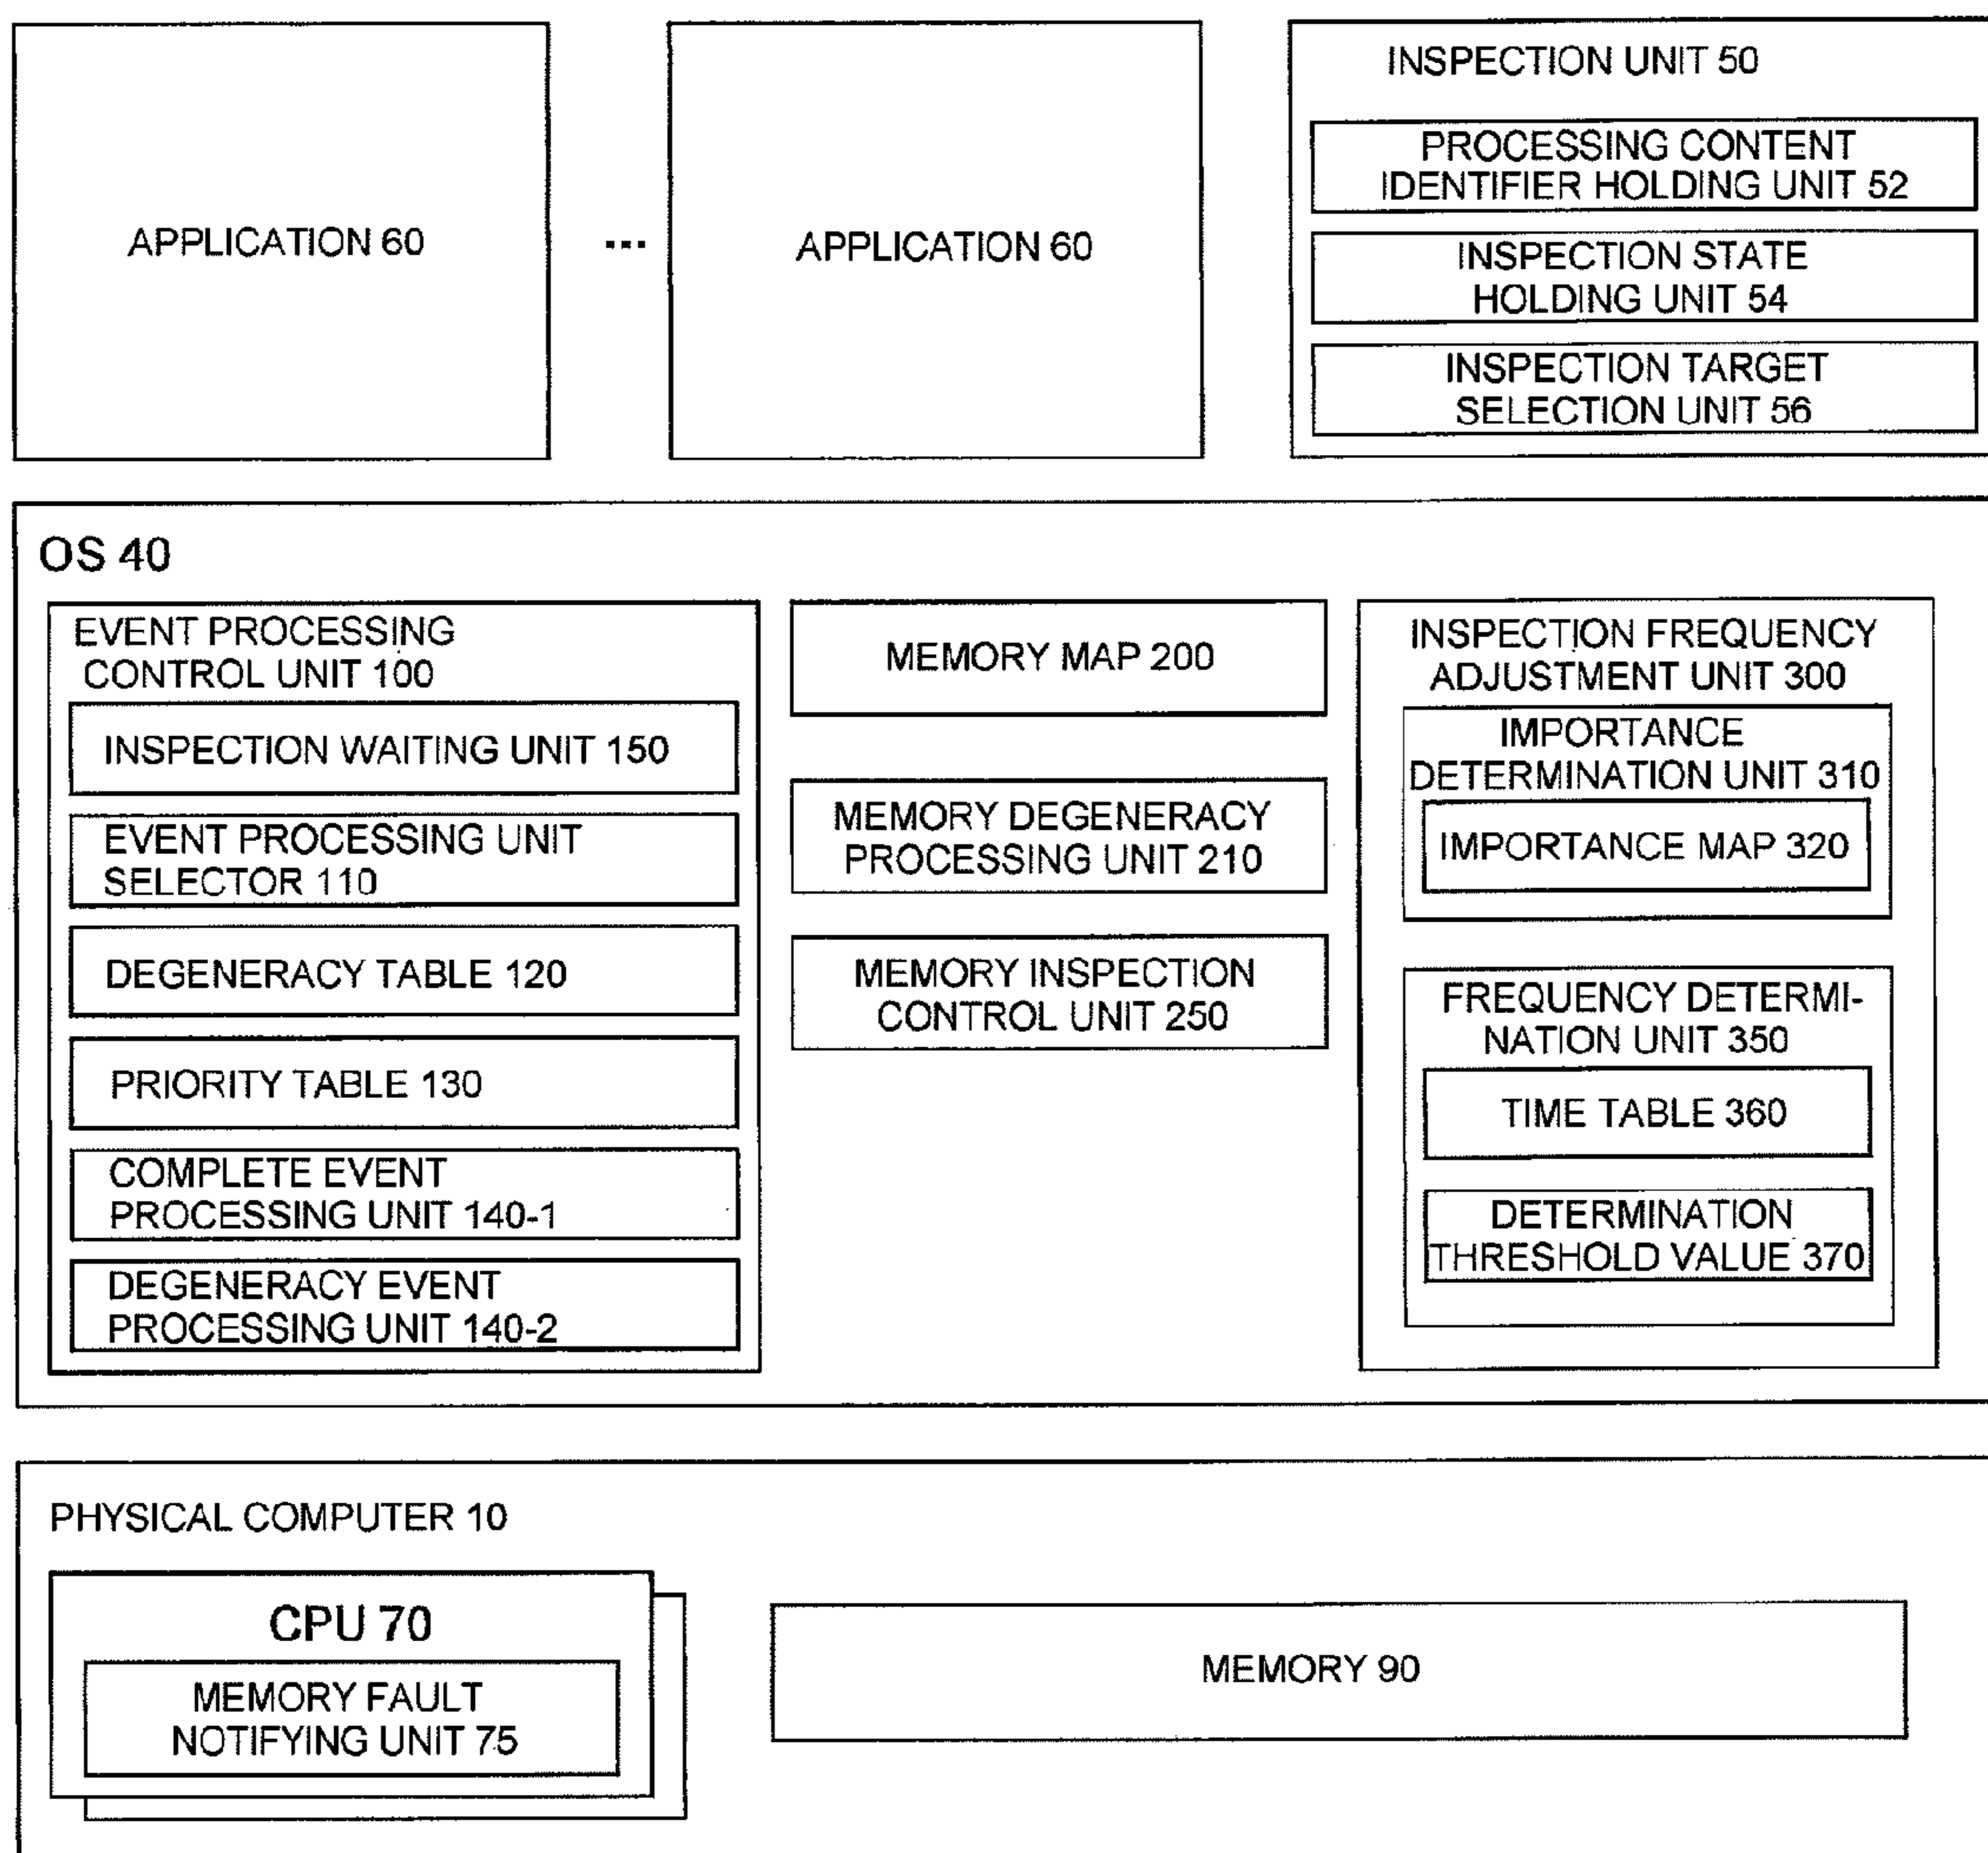 APPLICATION 60
...
APPLICATION 60
INSPECTION UNIT 50
PROCESSING CONTENT
IDENTIFIER HOLDING UNIT 52
INSPECTION STATE
HOLDING UNIT 54
INSPECTION TARGET
SELECTION UNIT 56
OS 40
EVENT PROCESSING
CONTROL UNIT 100
INSPECTION WAITING UNIT 150
EVENT PROCESSING UNIT
SELECTOR 110
DEGENERACY TABLE 120
PRIORITY TABLE 130
COMPLETE EVENT
PROCESSING UNIT 140-1
DEGENERACY EVENT
PROCESSING UNIT 140-2
MEMORY MAP 200
MEMORY DEGENERACY
PROCESSING UNIT 210
MEMORY INSPECTION
CONTROL UNIT 250
INSPECTION FREQUENCY
ADJUSTMENT UNIT 300
IMPORTANCE
DETERMINATION UNIT 310
IMPORTANCE MAP 320
FREQUENCY DETERMI-
NATION UNIT 350
TIME TABLE 360
DETERMINATION
THRESHOLD VALUE 370
PHYSICAL COMPUTER 10
CPU 70
MEMORY FAULT
NOTIFYING UNIT 75
MEMORY 90